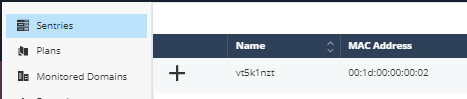 Sentries
Plans
Monitored Domains
Name MAC Address
vt5k1nzt 00:1d:00:00:00:02